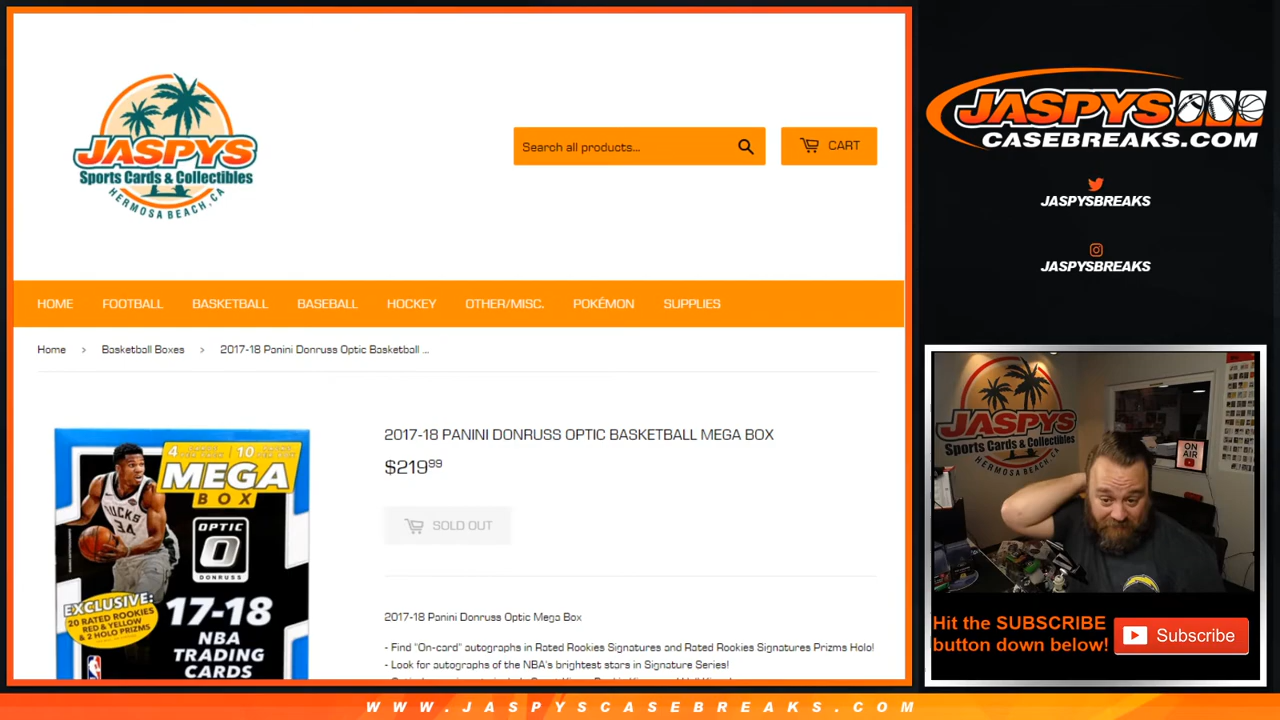 JASPYS
Sports Cards & Collectibles
HERMOSA BEACH, CA
Search all products...
CART
HOME
FOOTBALL
BASKETBALL
BASEBALL
HOCKEY
OTHER/MISC.
POKÉMON
SUPPLIES
Home › Basketball Boxes › 2017-18 Panini Donruss Optic Basketball ...
MEGA
BOX
BUCKS
34
OPTIC
O
DONRUSS
EXCLUSIVE:
20 RATED ROOKIES
RED & YELLOW
& 2 HOLO PRIZMS
17-18
NBA
TRADING
CARDS
2017-18 PANINI DONRUSS OPTIC BASKETBALL MEGA BOX
$219.99
SOLD OUT
2017-18 Panini Donruss Optic Mega Box
- Find "On-card" autographs in Rated Rookies Signatures and Rated Rookies Signatures Prizms Holo!
- Look for autographs of the NBA's brightest stars in Signature Series!
JASPYS
CASEBREAKS.COM
JASPYSBREAKS
JASPYSBREAKS
JASPYS
Sports Cards & Collectibles
HERMOSA BEACH, CA
ON
AIR
Hit the SUBSCRIBE
button down below!
Subscribe
WWW.JASPYSCASEBREAKS.COM